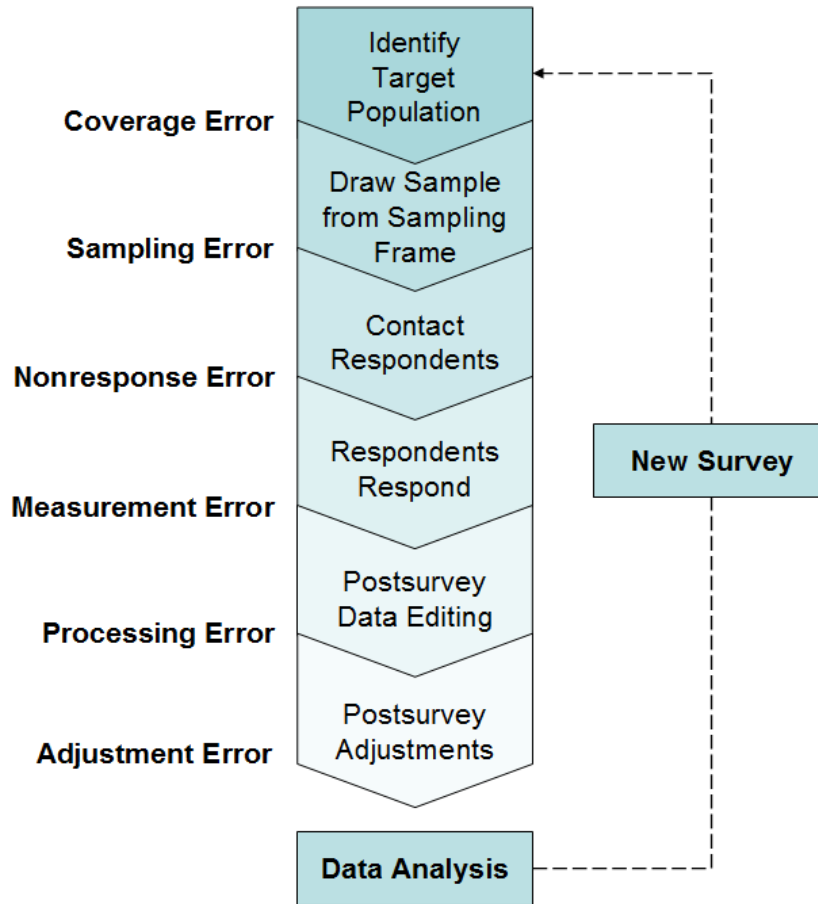 Identify
Target
Population
Coverage Error
Draw Sample
from Sampling
Frame
Sampling Error
Contact
Respondents
Nonresponse Error
Respondents
Respond
New Survey
Measurement Error
Postsurvey
Data Editing
Processing Error
Postsurvey
Adjustments
Adjustment Error
Data Analysis